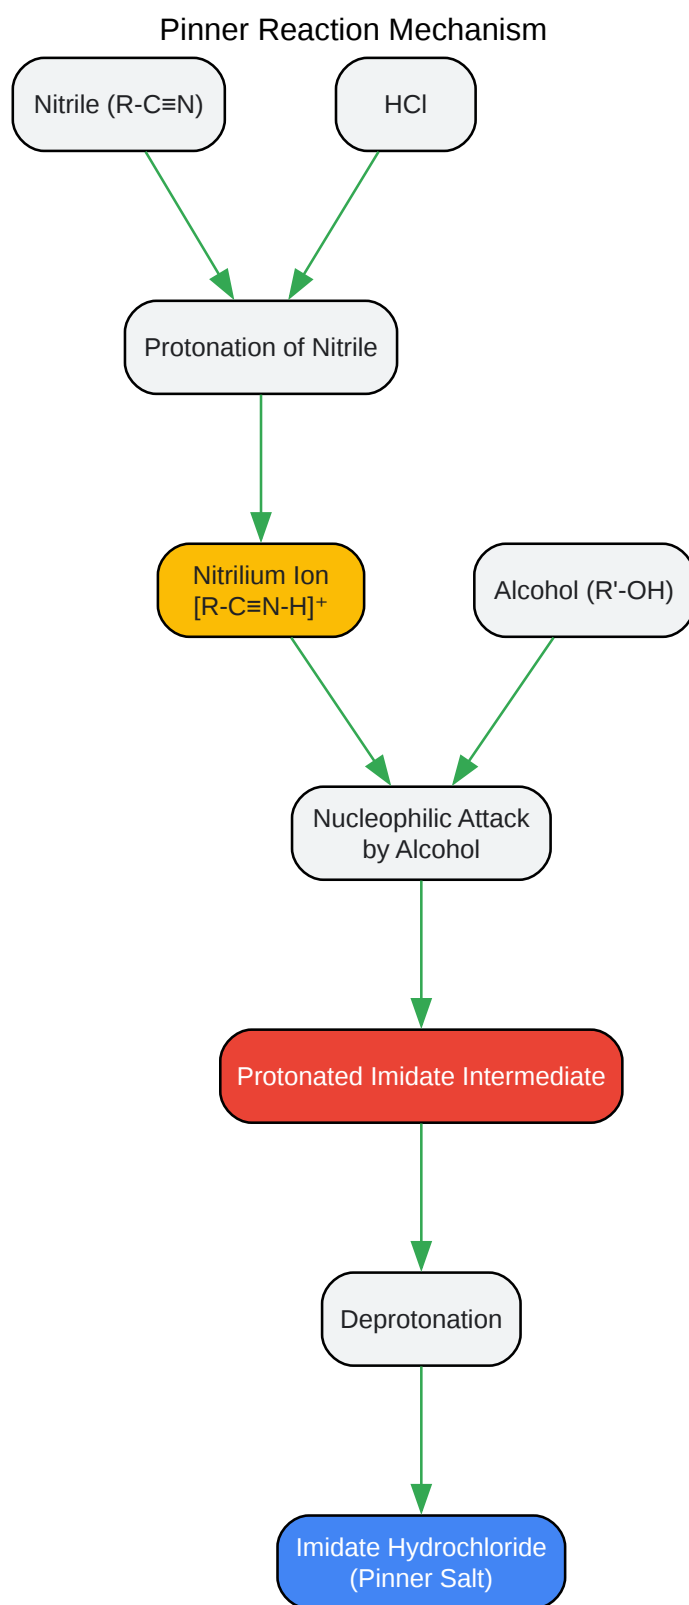 Pinner Reaction Mechanism
Nitrile (R-C≡N)
HCl
Protonation of Nitrile
Nitrilium Ion
[R-C≡N-H]⁺
Alcohol (R'-OH)
Nucleophilic Attack
by Alcohol
Protonated Imidate Intermediate
Deprotonation
Imidate Hydrochloride
(Pinner Salt)